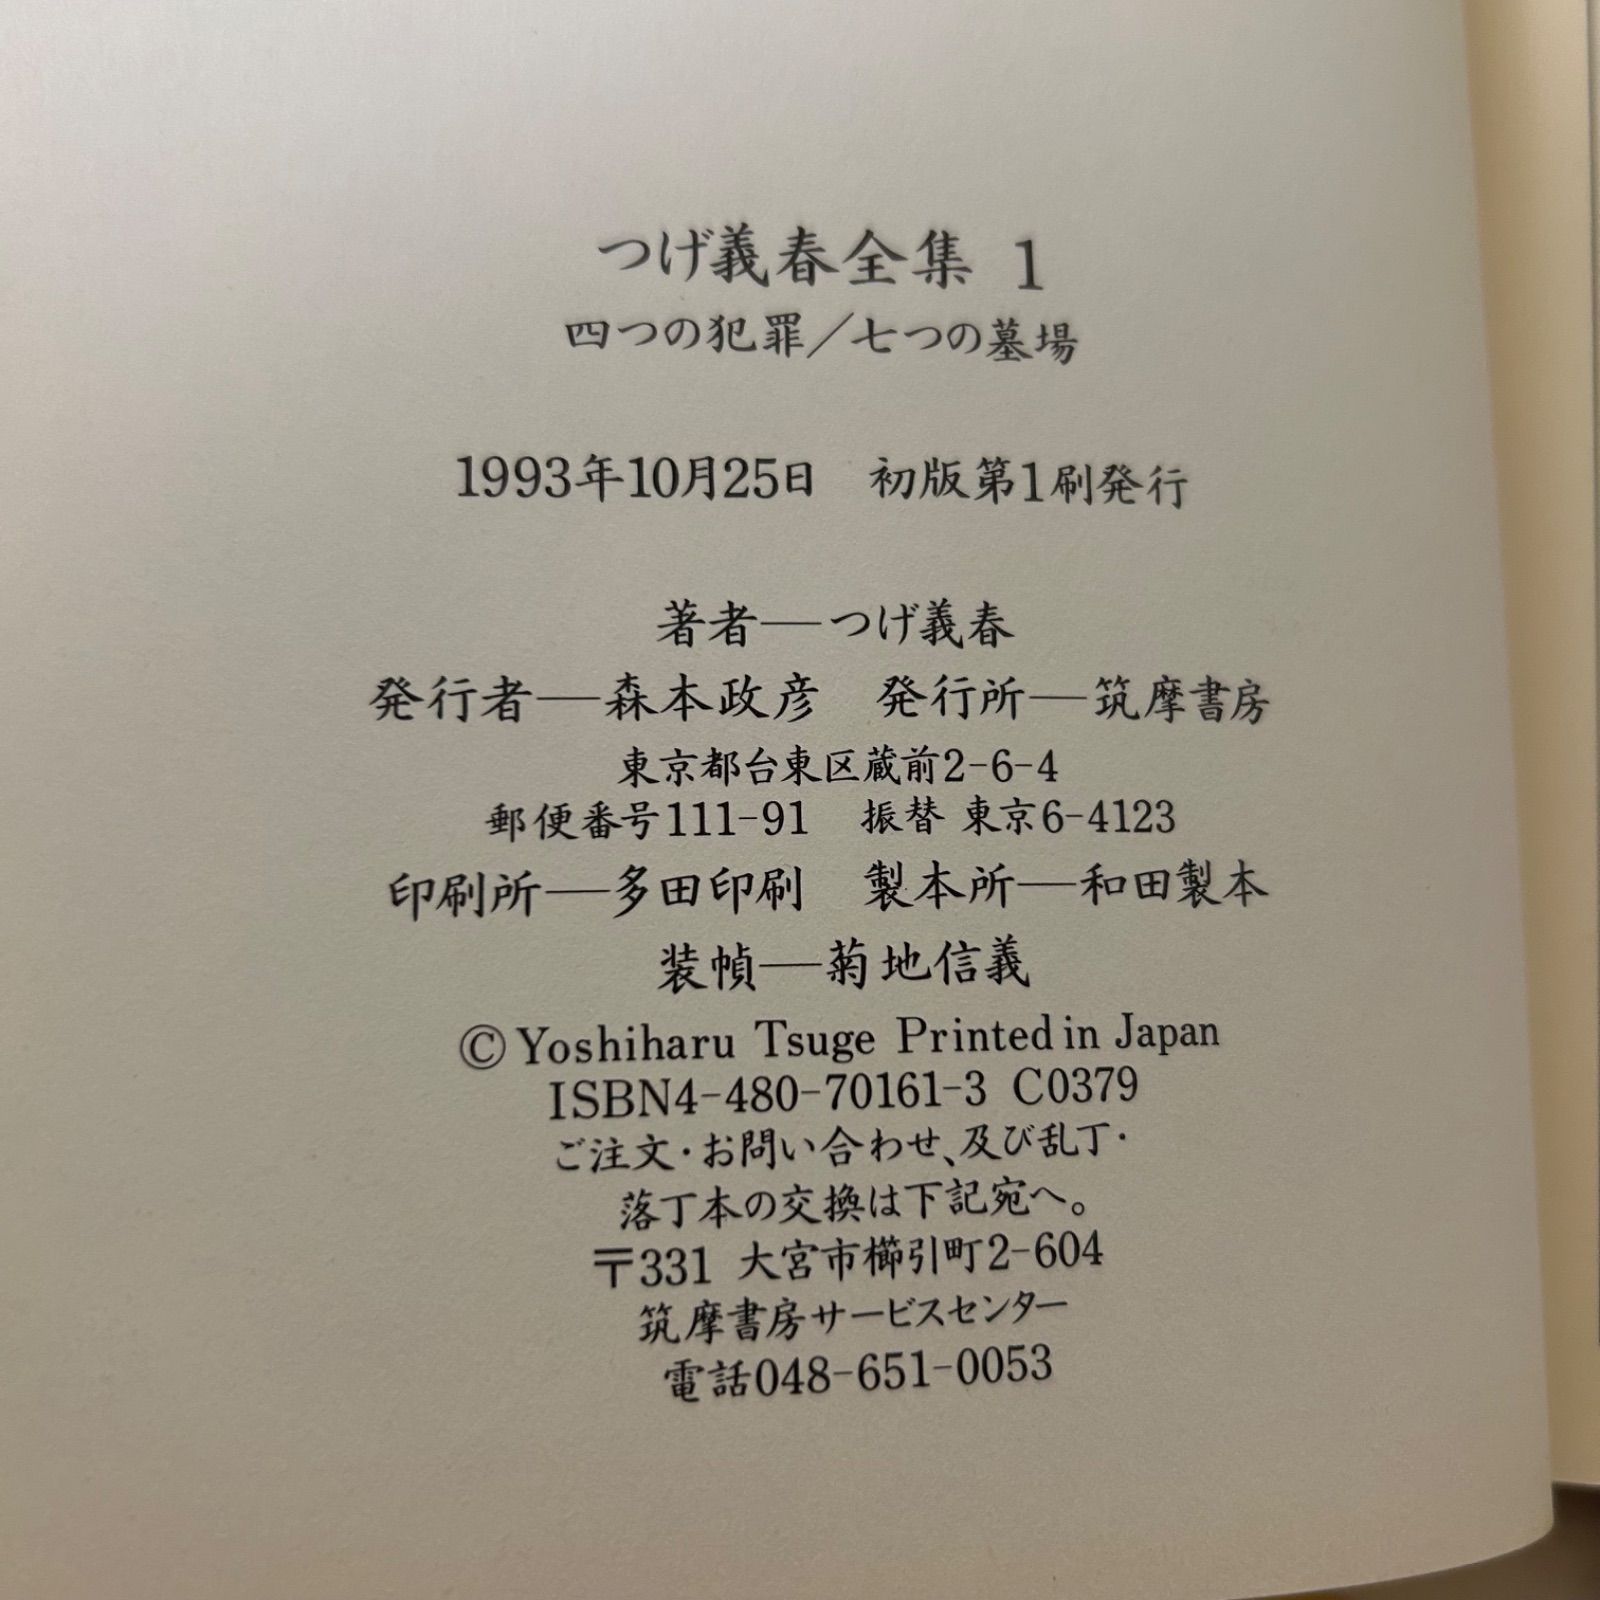 つげ義春全集 1
四つの犯罪/七つの墓場
1993年10月25日 初版第1刷発行
著者―つげ義春
発行者―森本政彦 発行所―筑摩書房
東京都台東区蔵前2-6-4
郵便番号111-91 振替 東京6-4123
印刷所―多田印刷 製本所―和田製本
装幀―菊地信義
©Yoshiharu Tsuge Printed in Japan
ISBN4-480-70161-3 C0379
ご注文・お問い合わせ、及び乱丁・
落丁本の交換は下記宛へ。
〒331 大宮市櫛引町2-604
筑摩書房サービスセンター
電話048-651-0053